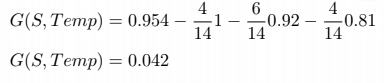 G(S, Temp) = 0.954 − 4/14 1 − 6/14 0.92 − 4/14 0.81
G(S, Temp) = 0.042